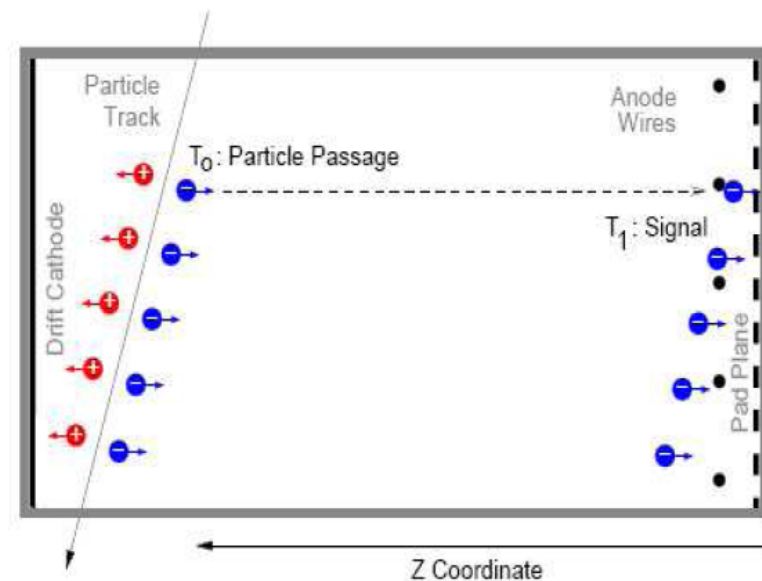 Particle
Track
Anode
Wires
T₀ : Particle Passage
T₁ : Signal
Drift Cathode
Pad Plane
Z Coordinate